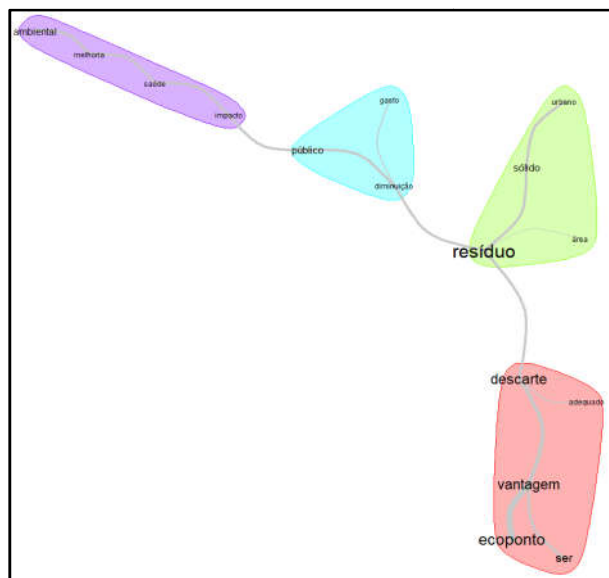 ambiental
melhoria
saúde
impacto
gasto
público
diminuição
urbano
sólido
área
resíduo
descarte
adequado
vantagem
ecoponto
ser